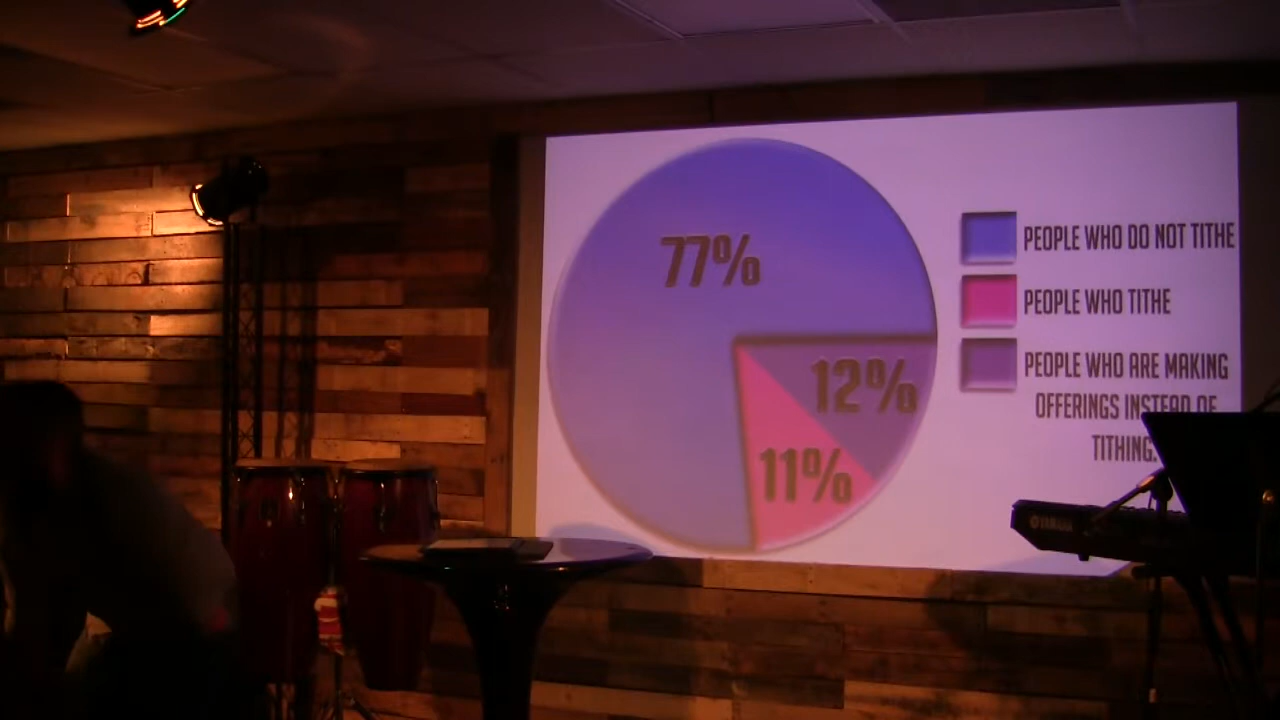 77%
12%
11%
PEOPLE WHO DO NOT TITHE
PEOPLE WHO TITHE
PEOPLE WHO ARE MAKING
OFFERINGS INSTEAD OF
TITHING.
YAMAHA